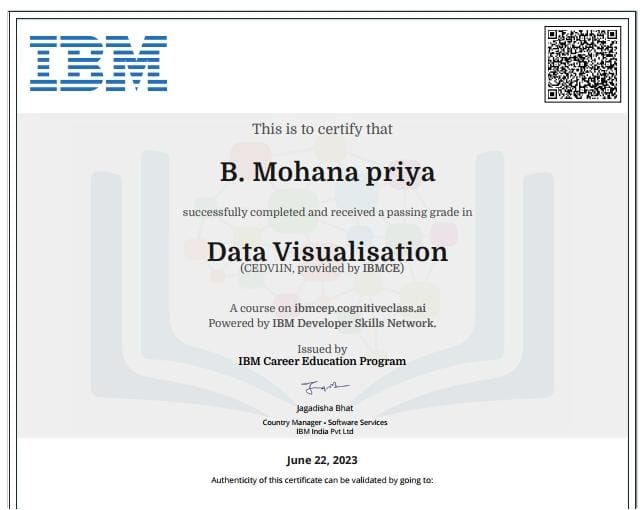 IBM
This is to certify that
B. Mohana priya
successfully completed and received a passing grade in
Data Visualisation
(CEDV1IN, provided by IBMCE)
A course on ibmcep.cognitiveclass.ai
Powered by IBM Developer Skills Network.
Issued by
IBM Career Education Program
Jagadisha Bhat
Country Manager • Software Services
IBM India Pvt Ltd
June 22, 2023
Authenticity of this certificate can be validated by going to: